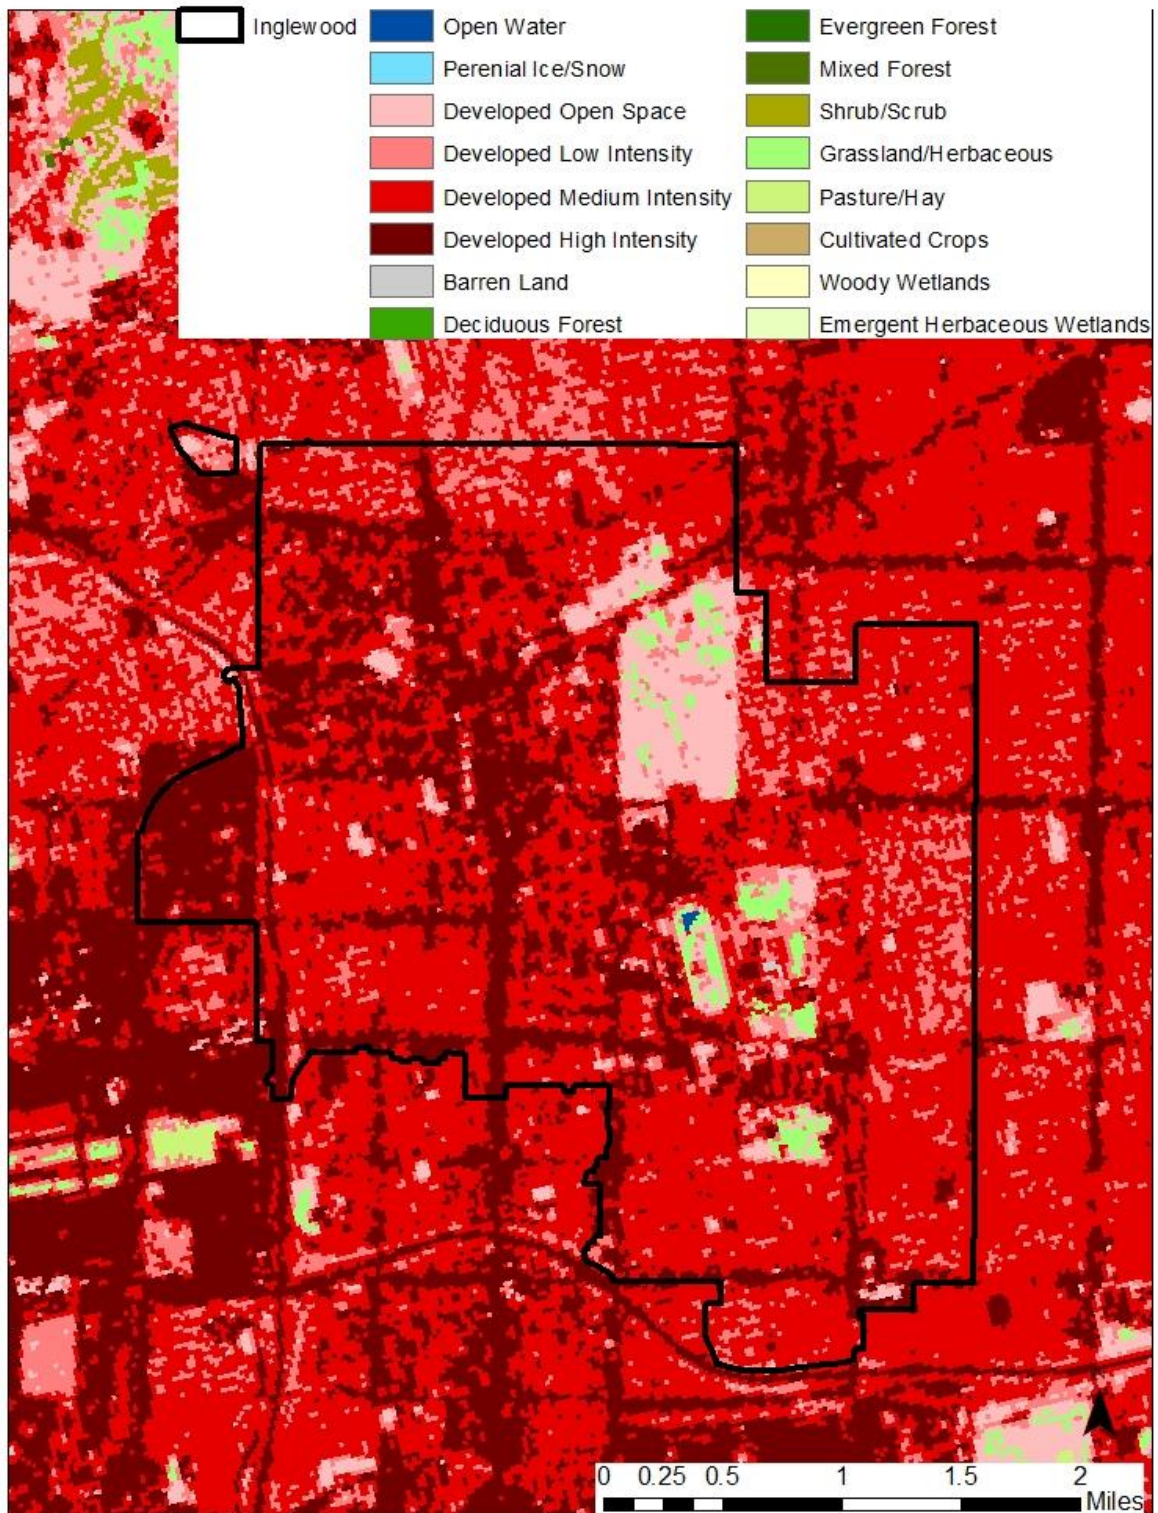 Inglewood
Open Water
Perenial Ice/Snow
Developed Open Space
Developed Low Intensity
Developed Medium Intensity
Developed High Intensity
Barren Land
Deciduous Forest
Evergreen Forest
Mixed Forest
Shrub/Scrub
Grassland/Herbaceous
Pasture/Hay
Cultivated Crops
Woody Wetlands
Emergent Herbaceous Wetlands
0 0.25 0.5 1 1.5 2
Miles